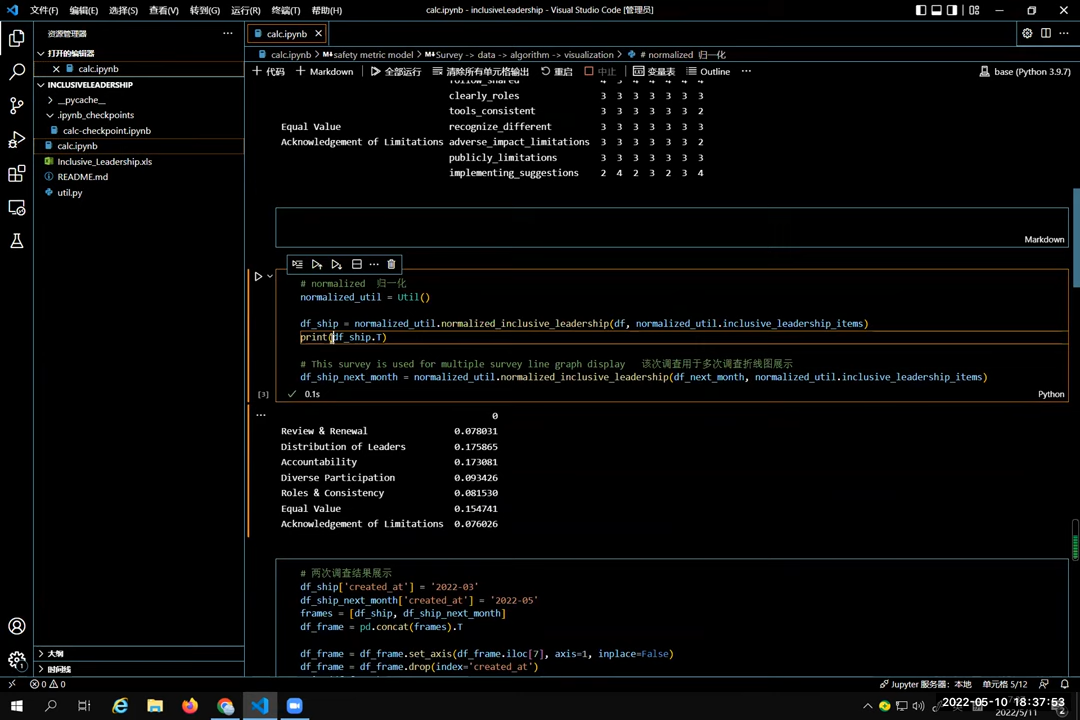 文件(F) 编辑(E) 选择(S) 查看(V) 转到(G) 运行(R) 终端(T) 帮助(H) calc.ipynb - inclusiveLeadership - Visual Studio Code [管理员]
资源管理器 ··· calc.ipynb
打开的编辑器
calc.ipynb
INCLUSIVELEADERSHIP
__pycache__
.ipynb_checkpoints
calc-checkpoint.ipynb
calc.ipynb
Inclusive_Leadership.xls
README.md
util.py
大纲
时间线
calc.ipynb > safety metric model > Survey -> data -> algorithm -> visualization > # normalized 归一化
代码 Markdown 全部运行 清除所有单元格输出 重启 中止 变量表 Outline ··· base (Python 3.9.7)
follow_shared 4 3 4 4 4 4 4
clearly_roles 3 3 3 3 3 3 3
tools_consistent 3 3 3 3 3 3 2
Equal Value recognize_different 3 3 3 3 3 3 3
Acknowledgement of Limitations adverse_impact_limitations 3 3 3 3 3 3 2
publicly_limitations 3 3 3 3 3 3 3
implementing_suggestions 2 4 2 3 2 3 4
Markdown
# normalized 归一化
normalized_util = Util()
df_ship = normalized_util.normalized_inclusive_leadership(df, normalized_util.inclusive_leadership_items)
print(df_ship.T)
# This survey is used for multiple survey line graph display 该次调查用于多次调查折线图展示
df_ship_next_month = normalized_util.normalized_inclusive_leadership(df_next_month, normalized_util.inclusive_leadership_items)
[3] 0.1s Python
··· 0
Review & Renewal 0.078031
Distribution of Leaders 0.175865
Accountability 0.173081
Diverse Participation 0.093426
Roles & Consistency 0.081530
Equal Value 0.154741
Acknowledgement of Limitations 0.076026
# 两次调查结果展示
df_ship['created_at'] = '2022-03'
df_ship_next_month['created_at'] = '2022-05'
frames = [df_ship, df_ship_next_month]
df_frame = pd.concat(frames).T
df_frame = df_frame.set_axis(df_frame.iloc[7], axis=1, inplace=False)
df_frame = df_frame.drop(index='created_at')
0 0 Jupyter 服务器：本地 单元格 5/12
2022-05-10 18:37:53
2022/5/11